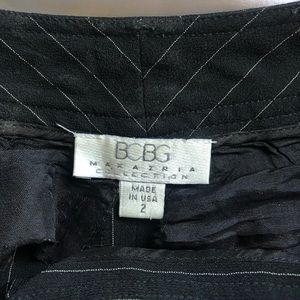 BCBG
MAXAZRIA
COLLECTION
MADE
IN USA
2